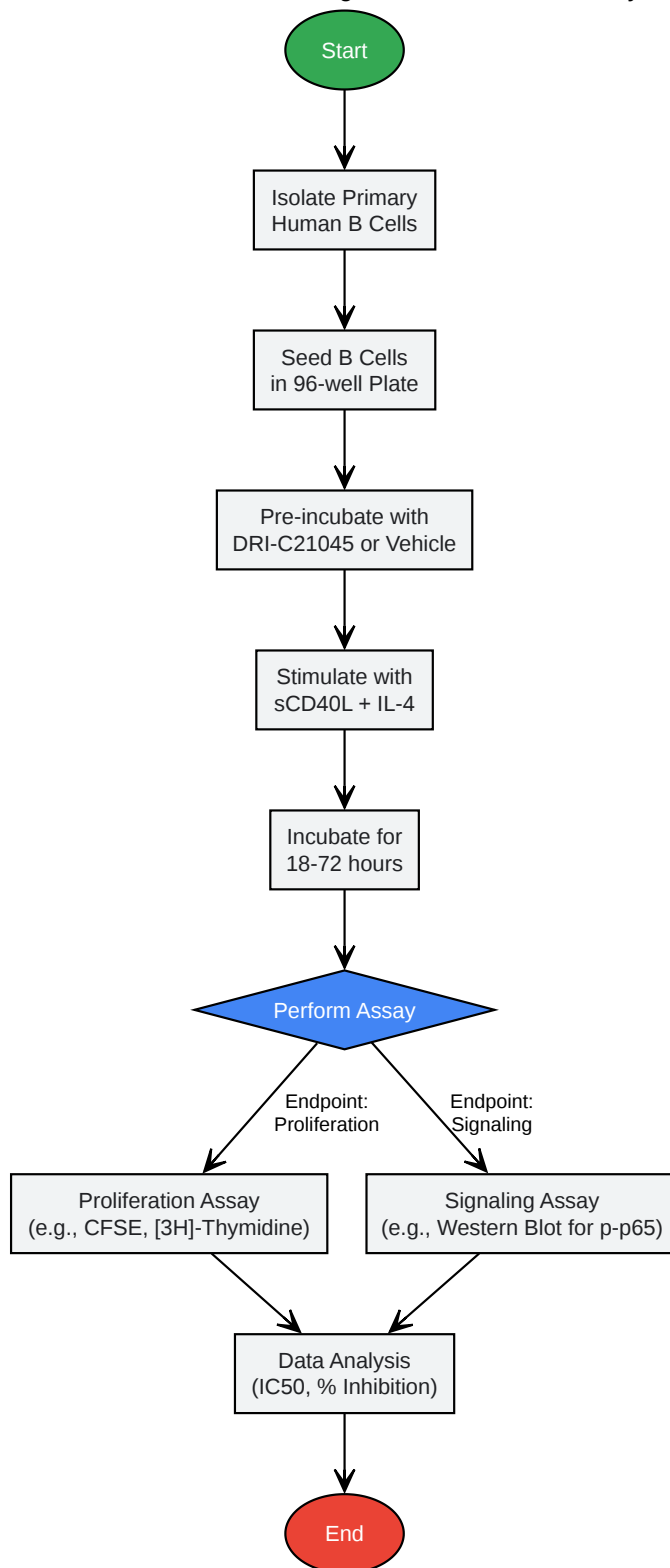 Start
Isolate Primary
Human B Cells
Seed B Cells
in 96-well Plate
Pre-incubate with
DRI-C21045 or Vehicle
Stimulate with
sCD40L + IL-4
Incubate for
18-72 hours
Perform Assay
Endpoint:
Proliferation
Endpoint:
Signaling
Proliferation Assay
(e.g., CFSE, [3H]-Thymidine)
Signaling Assay
(e.g., Western Blot for p-p65)
Data Analysis
(IC50, % Inhibition)
End